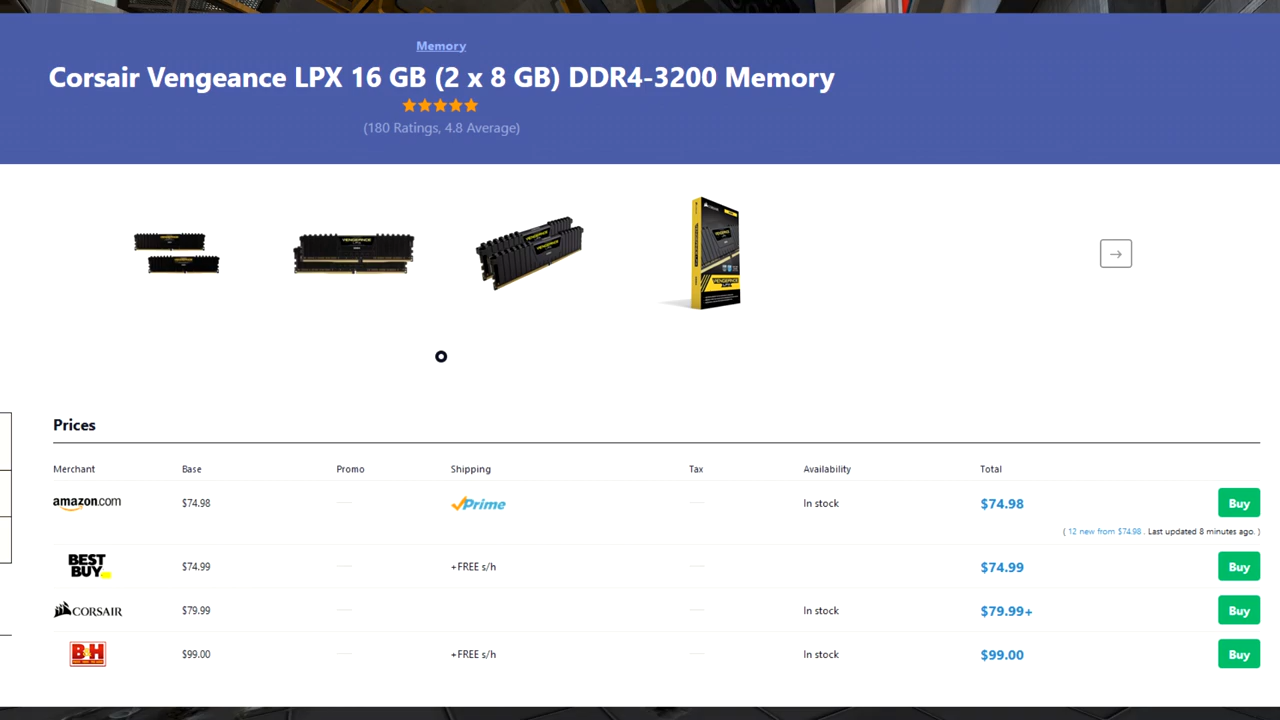 Memory
Corsair Vengeance LPX 16 GB (2 x 8 GB) DDR4-3200 Memory
(180 Ratings, 4.8 Average)
VENGEANCE
VENGEANCE
Prices
Merchant Base Promo Shipping Tax Availability Total
amazon.com $74.98 Prime In stock $74.98 Buy
( 12 new from $74.98 . Last updated 8 minutes ago. )
BEST BUY $74.99 +FREE s/h $74.99 Buy
CORSAIR $79.99 In stock $79.99+ Buy
B&H $99.00 +FREE s/h In stock $99.00 Buy